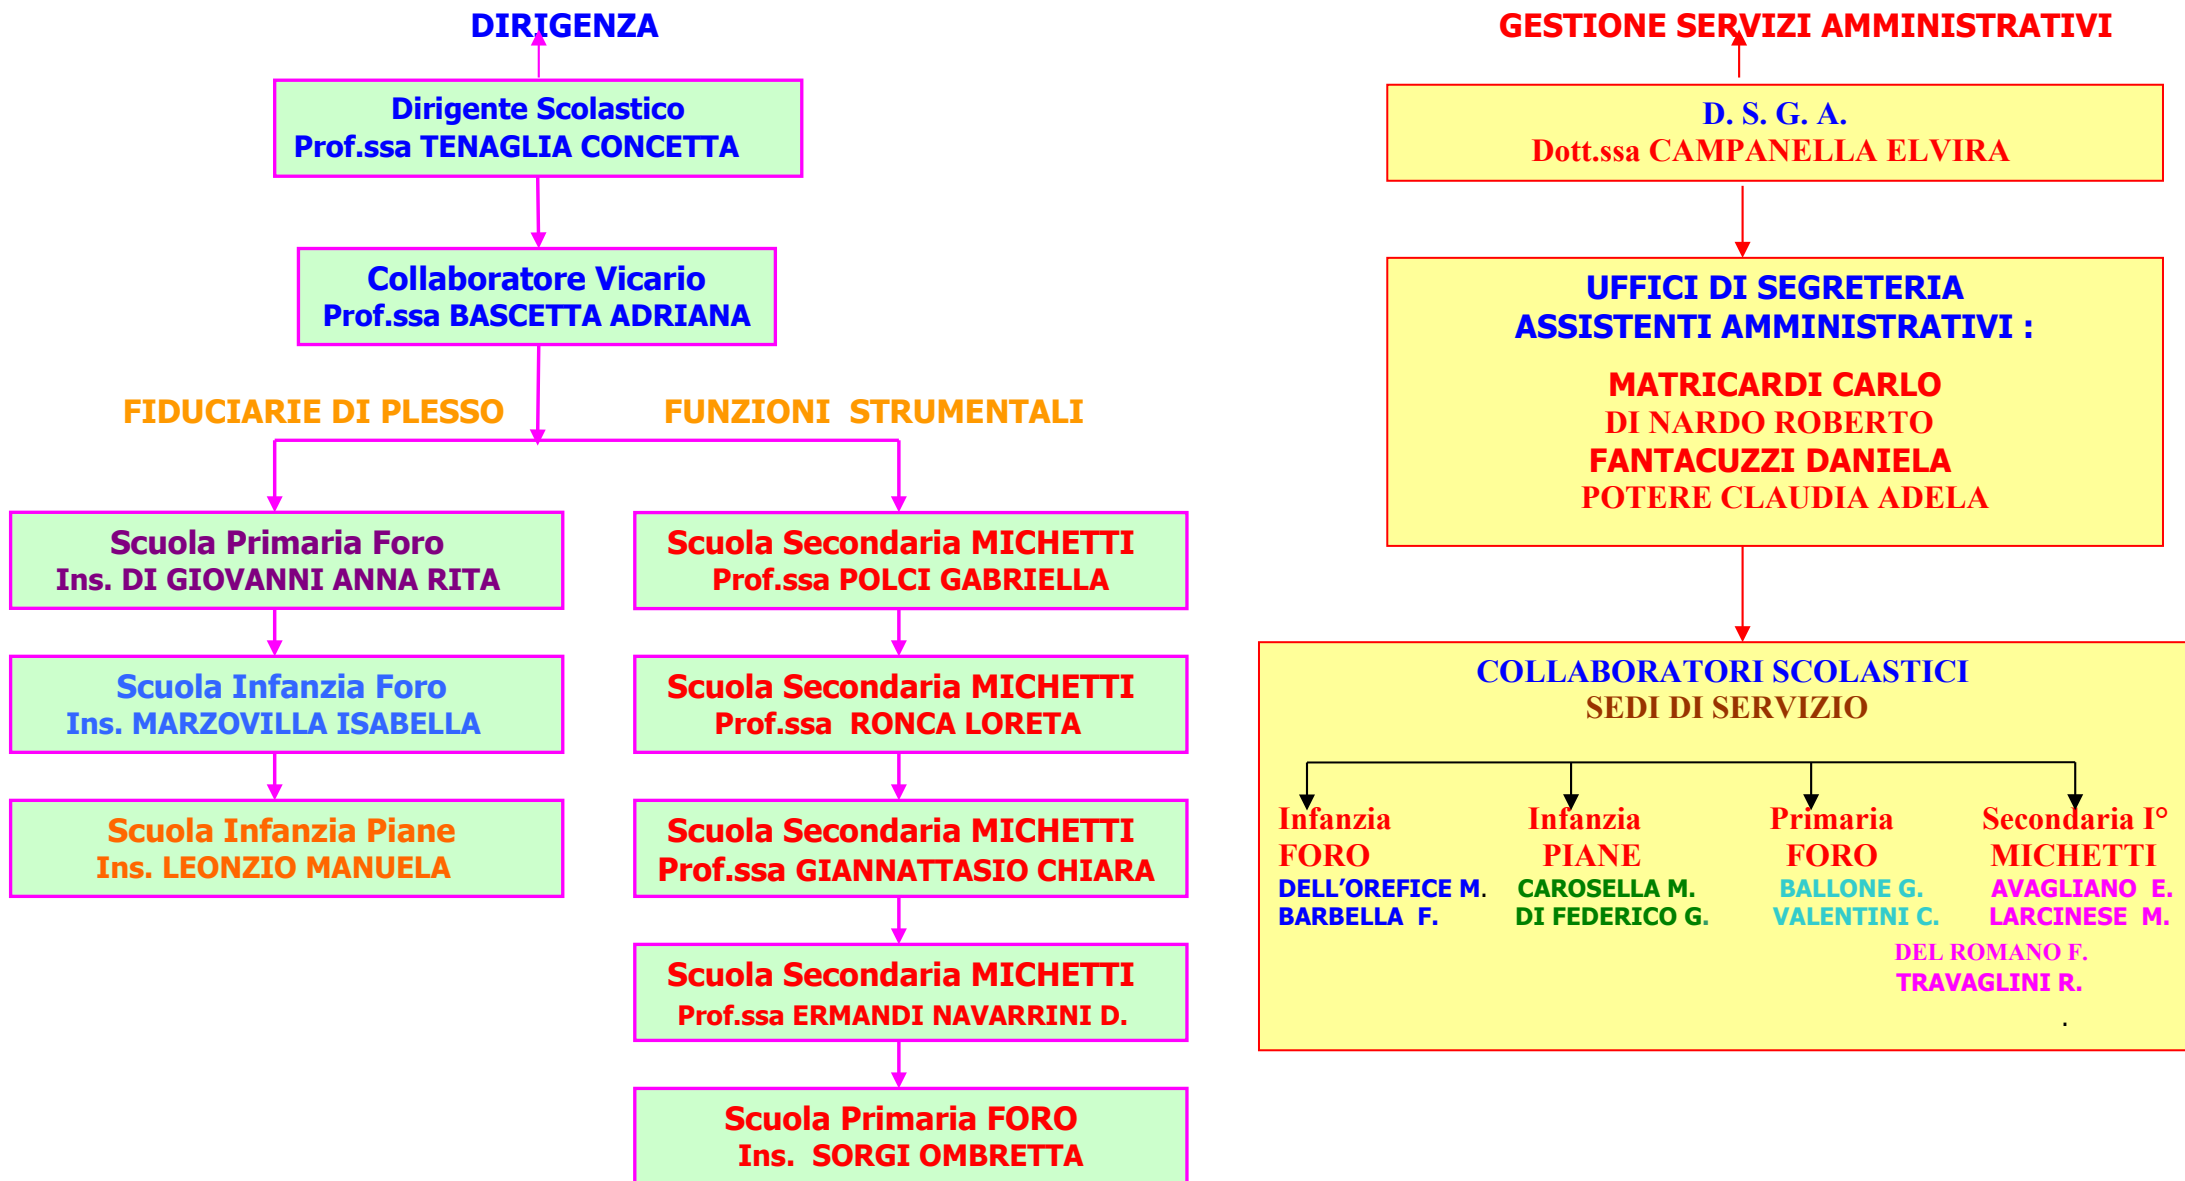 DIRIGENZA
Dirigente Scolastico
Prof.ssa TENAGLIA CONCETTA
Collaboratore Vicario
Prof.ssa BASCETTA ADRIANA
FIDUCIARIE DI PLESSO
Scuola Primaria Foro
Ins. DI GIOVANNI ANNA RITA
Scuola Infanzia Foro
Ins. MARZOVILLA ISABELLA
Scuola Infanzia Piane
Ins. LEONZIO MANUELA
FUNZIONI STRUMENTALI
Scuola Secondaria MICHETTI
Prof.ssa POLCI GABRIELLA
Scuola Secondaria MICHETTI
Prof.ssa RONCA LORETA
Scuola Secondaria MICHETTI
Prof.ssa GIANNATTASIO CHIARA
Scuola Secondaria MICHETTI
Prof.ssa ERMANDI NAVARRINI D.
Scuola Primaria FORO
Ins. SORGI OMBRETTA
GESTIONE SERVIZI AMMINISTRATIVI
D. S. G. A.
Dott.ssa CAMPANELLA ELVIRA
UFFICI DI SEGRETERIA
ASSISTENTI AMMINISTRATIVI :
MATRICARDI CARLO
DI NARDO ROBERTO
FANTACUZZI DANIELA
POTERE CLAUDIA ADELA
COLLABORATORI SCOLASTICI
SEDI DI SERVIZIO
Infanzia
FORO
DELL'OREFICE M.
BARBELLA F.
Infanzia
PIANE
CAROSELLA M.
DI FEDERICO G.
Primaria
FORO
BALLONE G.
VALENTINI C.
Secondaria I°
MICHETTI
AVAGLIANO E.
LARCINESE M.
DEL ROMANO F.
TRAVAGLINI R.
.